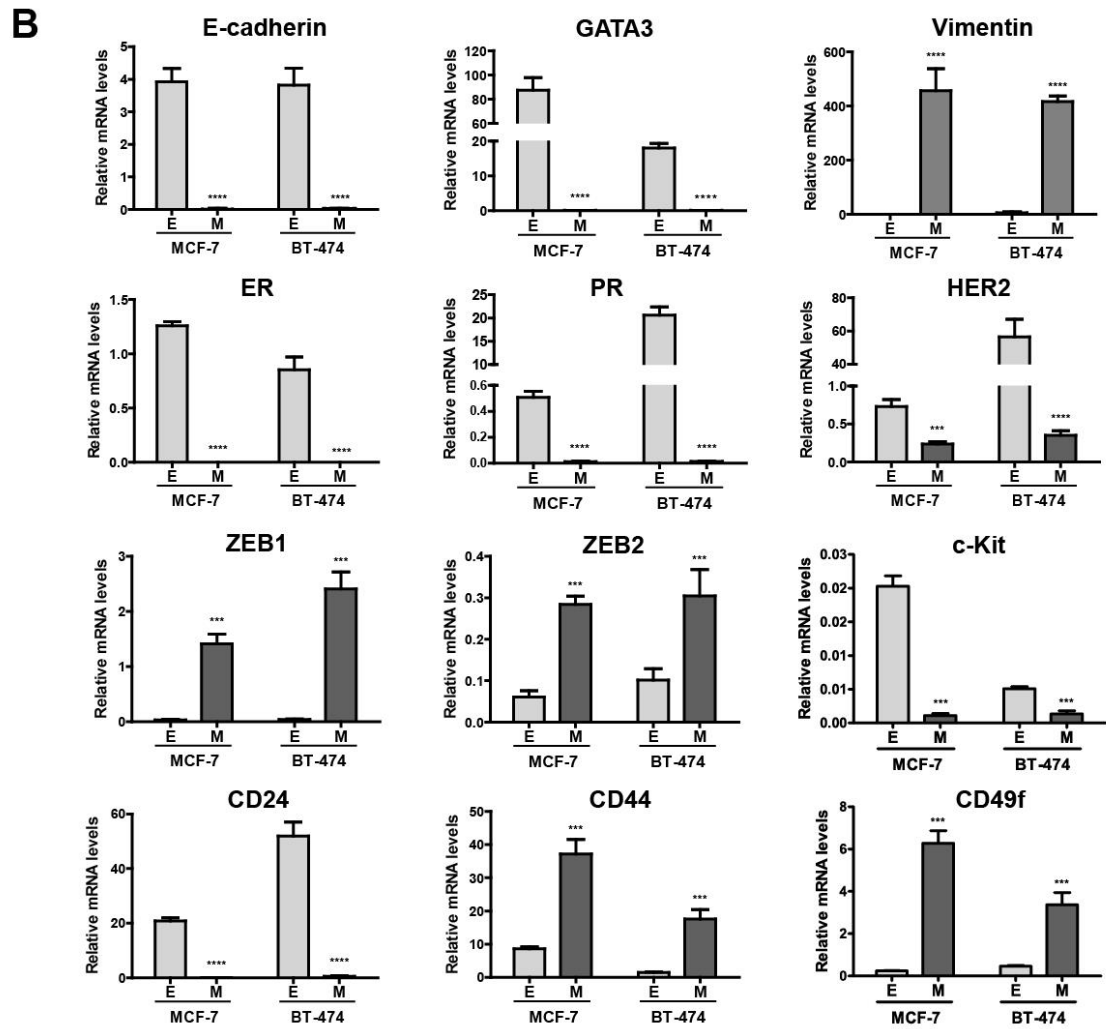 B
E-cadherin
Relative mRNA levels
5
4
3
2
1
0
**** ****
E M E M
MCF-7 BT-474
GATA3
Relative mRNA levels
120
100
80
60
20
10
0
**** ****
E M E M
MCF-7 BT-474
Vimentin
Relative mRNA levels
600
400
200
0
**** ****
E M E M
MCF-7 BT-474
ER
Relative mRNA levels
1.5
1.0
0.5
0.0
**** ****
E M E M
MCF-7 BT-474
PR
Relative mRNA levels
25
20
15
10
0.6
0.4
0.2
0.0
**** ****
E M E M
MCF-7 BT-474
HER2
Relative mRNA levels
80
60
40
1.0
0.5
0.0
*** ****
E M E M
MCF-7 BT-474
ZEB1
Relative mRNA levels
3
2
1
0
*** ***
E M E M
MCF-7 BT-474
ZEB2
Relative mRNA levels
0.4
0.3
0.2
0.1
0.0
*** ***
E M E M
MCF-7 BT-474
c-Kit
Relative mRNA levels
0.03
0.02
0.02
0.01
0.01
0.00
*** ***
E M E M
MCF-7 BT-474
CD24
Relative mRNA levels
60
40
20
0
**** ****
E M E M
MCF-7 BT-474
CD44
Relative mRNA levels
50
40
30
20
10
0
*** ***
E M E M
MCF-7 BT-474
CD49f
Relative mRNA levels
8
6
4
2
0
*** ***
E M E M
MCF-7 BT-474